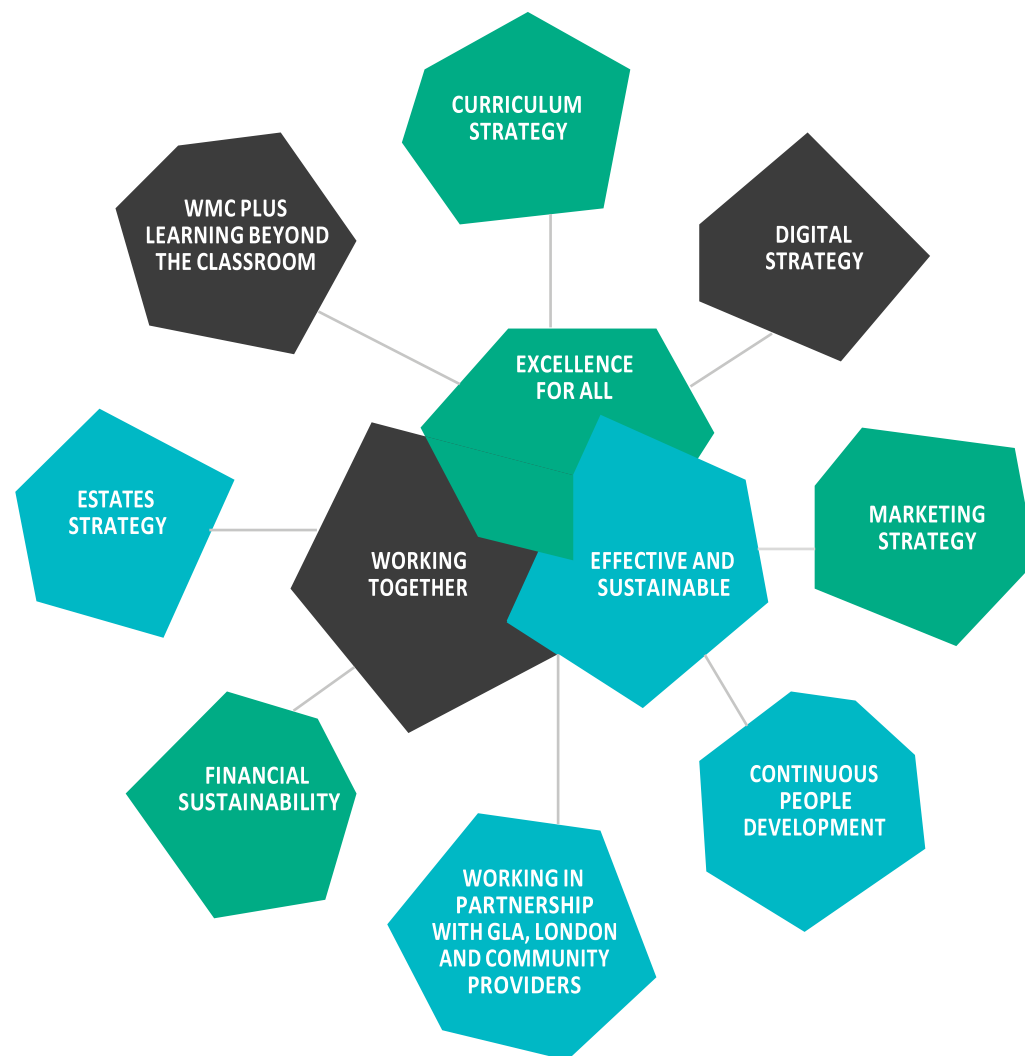 CURRICULUM
STRATEGY
WMC PLUS
LEARNING BEYOND
THE CLASSROOM
DIGITAL
STRATEGY
EXCELLENCE
FOR ALL
ESTATES
STRATEGY
MARKETING
STRATEGY
WORKING
TOGETHER
EFFECTIVE AND
SUSTAINABLE
FINANCIAL
SUSTAINABILITY
CONTINUOUS
PEOPLE
DEVELOPMENT
WORKING IN
PARTNERSHIP
WITH GLA, LONDON
AND COMMUNITY
PROVIDERS